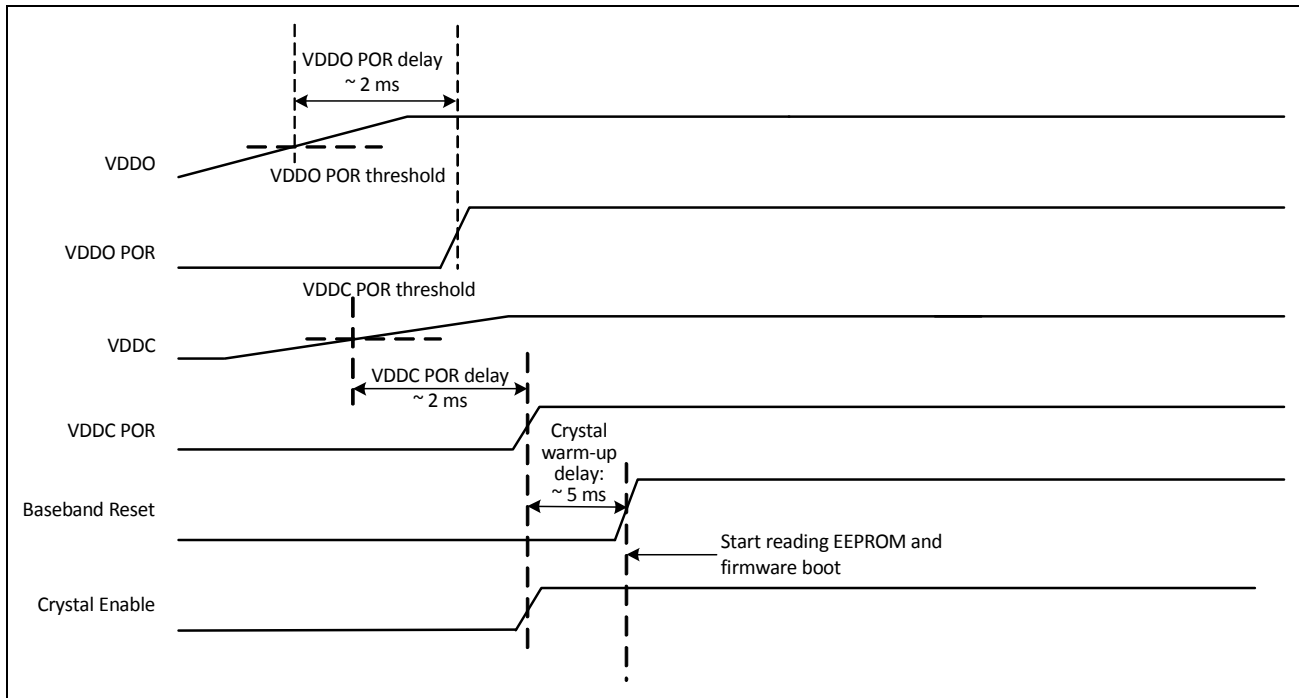 VDDO POR delay
~ 2 ms
VDDO
VDDO POR threshold
VDDO POR
VDDC POR threshold
VDDC
VDDC POR delay
~ 2 ms
VDDC POR
Crystal
warm-up
delay:
~ 5 ms
Baseband Reset
Start reading EEPROM and
firmware boot
Crystal Enable